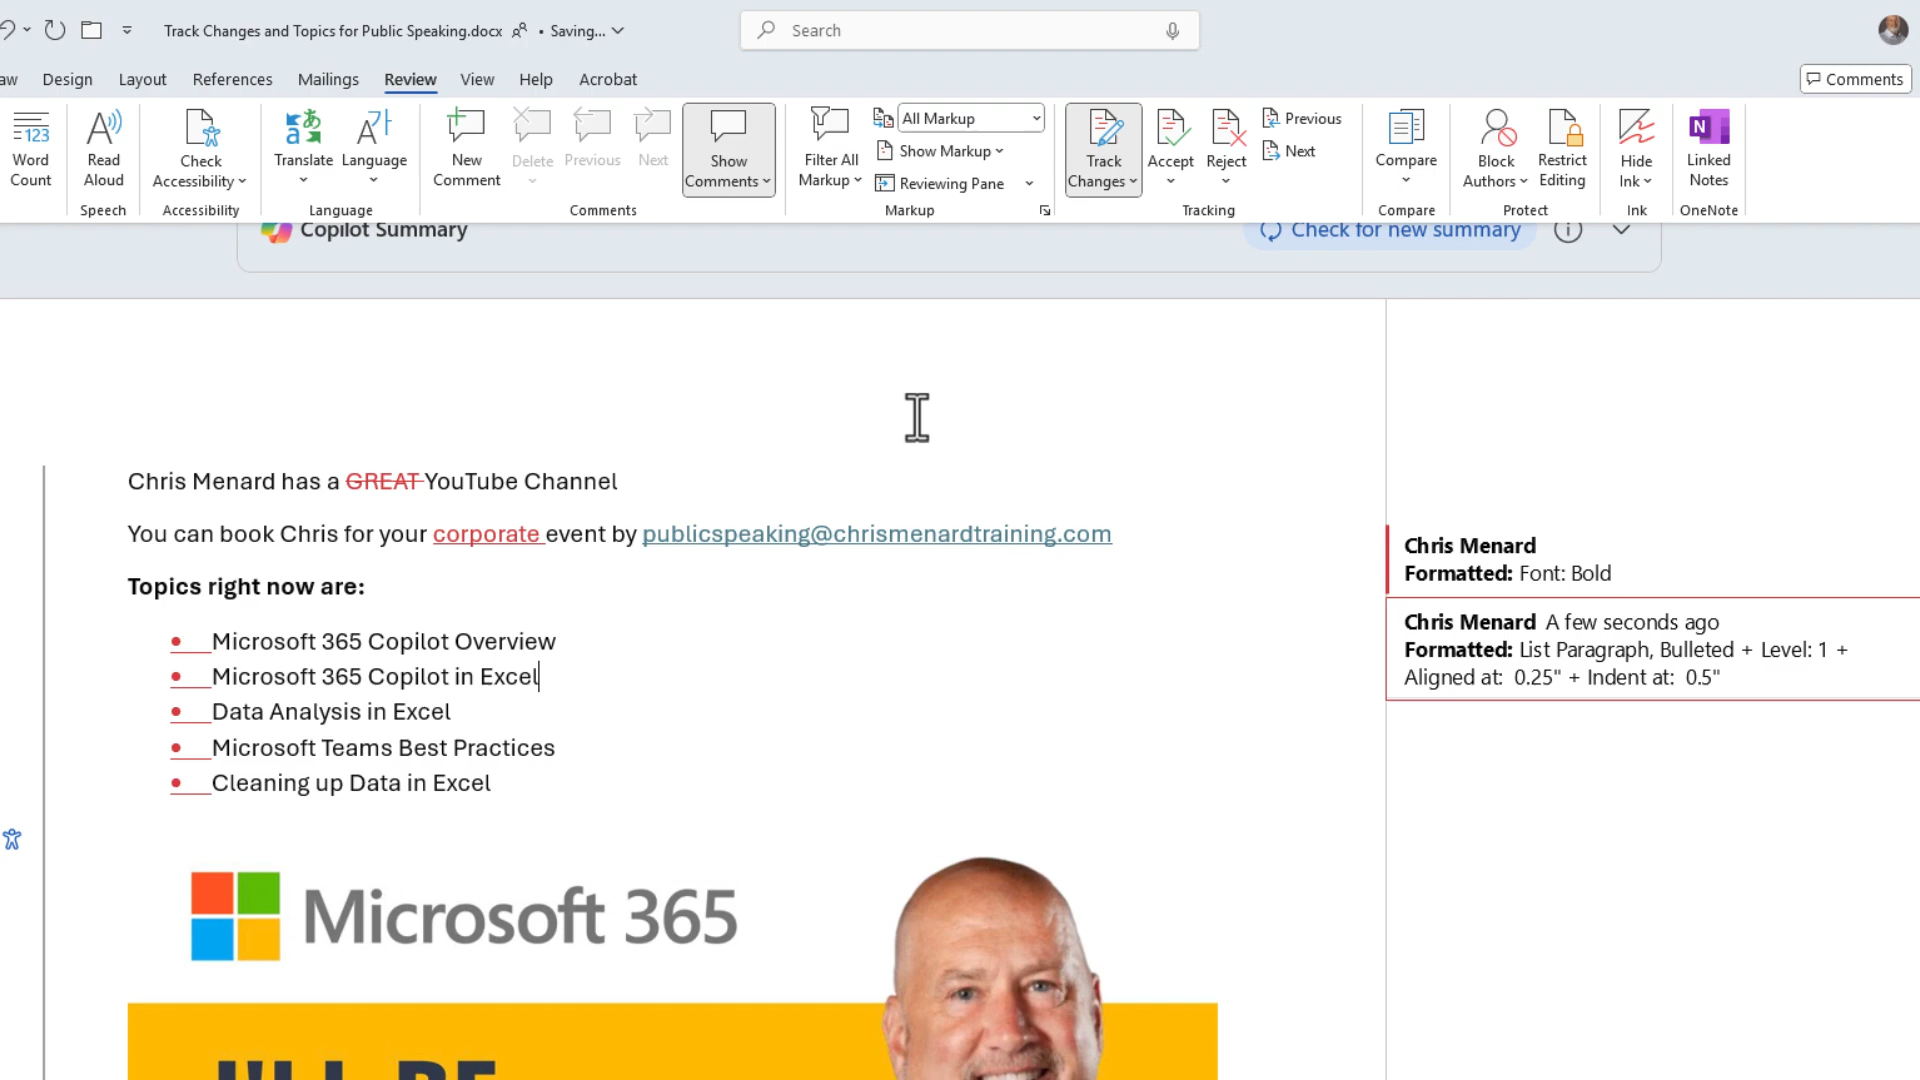 Track Changes and Topics for Public Speaking.docx • Saving...
Search
aw Design Layout References Mailings Review View Help Acrobat
Comments
Word Count
Read Aloud
Check Accessibility
Translate
Language
New Comment
Delete
Previous
Next
Show Comments
Filter All Markup
All Markup
Show Markup
Reviewing Pane
Track Changes
Accept
Reject
Previous
Next
Compare
Block Authors
Restrict Editing
Hide Ink
Linked Notes
Speech Accessibility Language Comments Markup Tracking Compare Protect Ink OneNote
Copilot Summary
Check for new summary
Chris Menard has a GREAT YouTube Channel
You can book Chris for your corporate event by publicspeaking@chrismenardtraining.com
Topics right now are:
• Microsoft 365 Copilot Overview
• Microsoft 365 Copilot in Excel
• Data Analysis in Excel
• Microsoft Teams Best Practices
• Cleaning up Data in Excel
Chris Menard
Formatted: Font: Bold
Chris Menard A few seconds ago
Formatted: List Paragraph, Bulleted + Level: 1 +
Aligned at: 0.25" + Indent at: 0.5"
Microsoft 365
I'LL BE